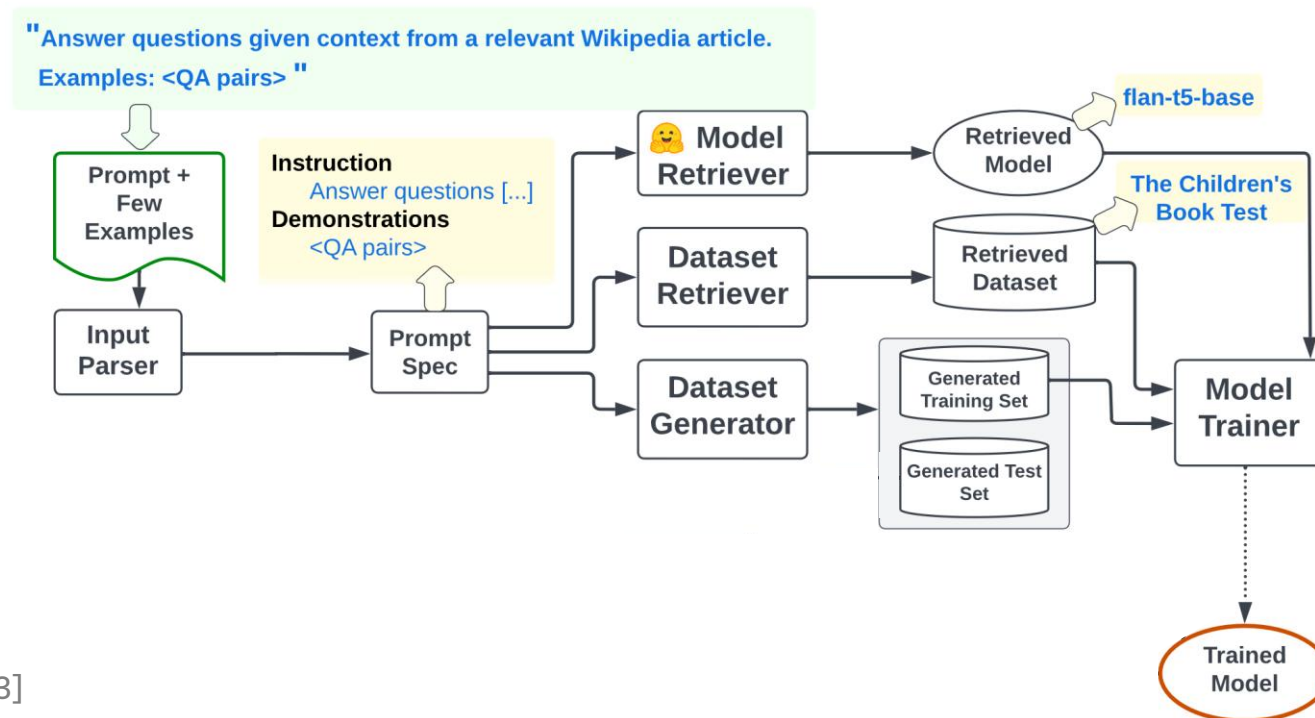 "Answer questions given context from a relevant Wikipedia article.
Examples: <QA pairs> "
Prompt +
Few
Examples
Instruction
Answer questions [...]
Demonstrations
<QA pairs>
Input
Parser
Prompt
Spec
Model
Retriever
Dataset
Retriever
Dataset
Generator
Retrieved
Model
flan-t5-base
Retrieved
Dataset
The Children's
Book Test
Generated
Training Set
Generated Test
Set
Model
Trainer
Trained
Model
3]